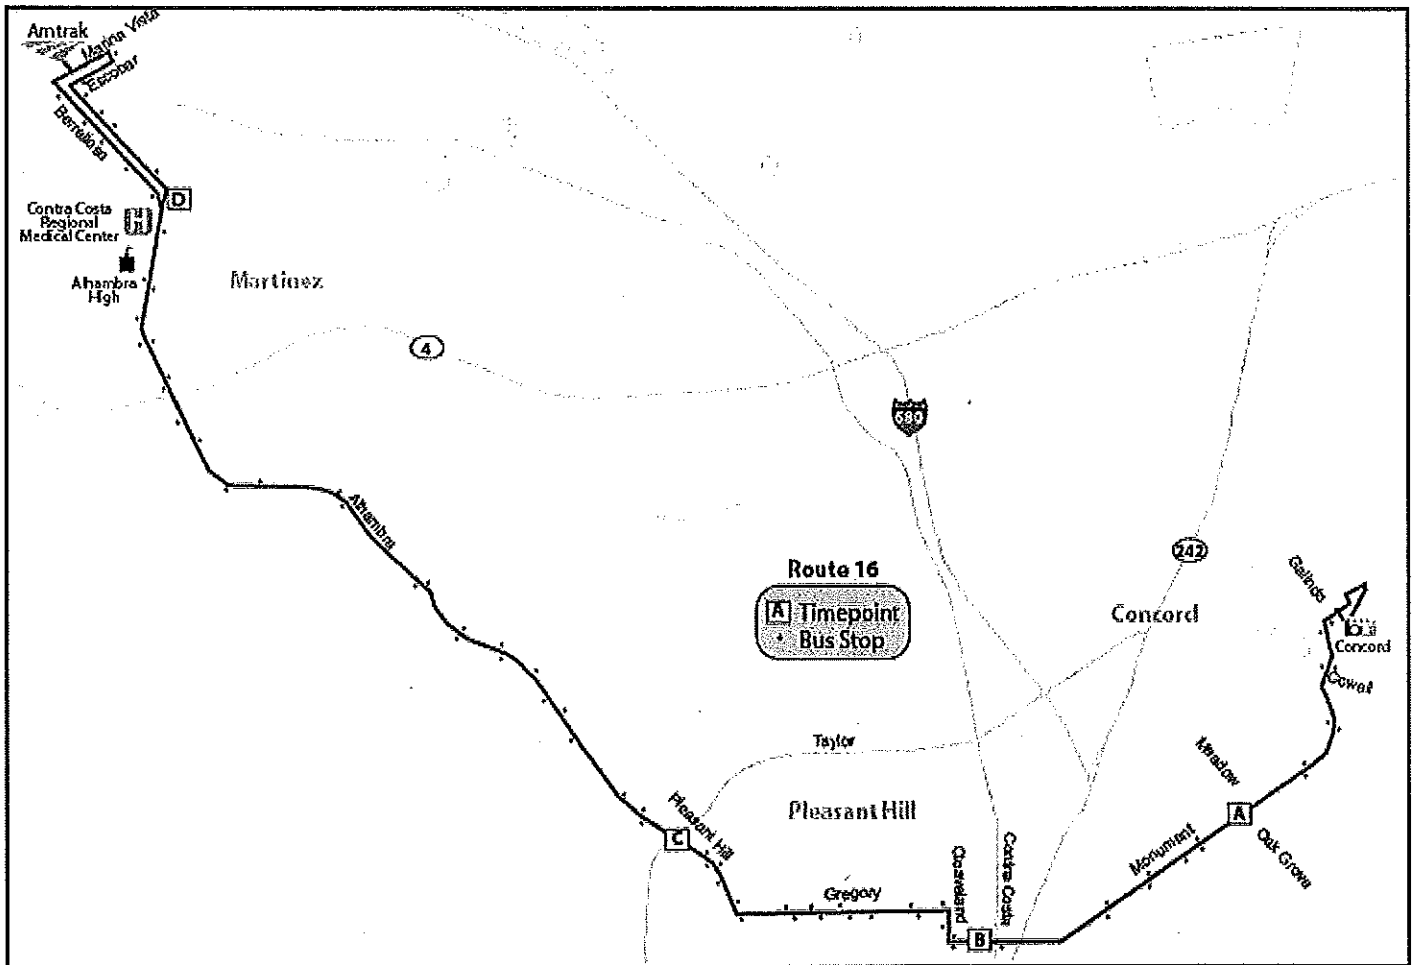 Amtrak
Marina Vista
Escobar
Berrellesa
D
Contra Costa
Regional
Medical Center
H
Alhambra
High
Martinez
4
680
Alhambra
242
Route 16
A Timepoint
Bus Stop
Concord
Galindo
Concord
Cowell
Taylor
Meadow
Pleasant Hill
Pleasant Hill
C
A
Monument
Oak Grove
Contra Costa
Cleaveland
Gregory
B